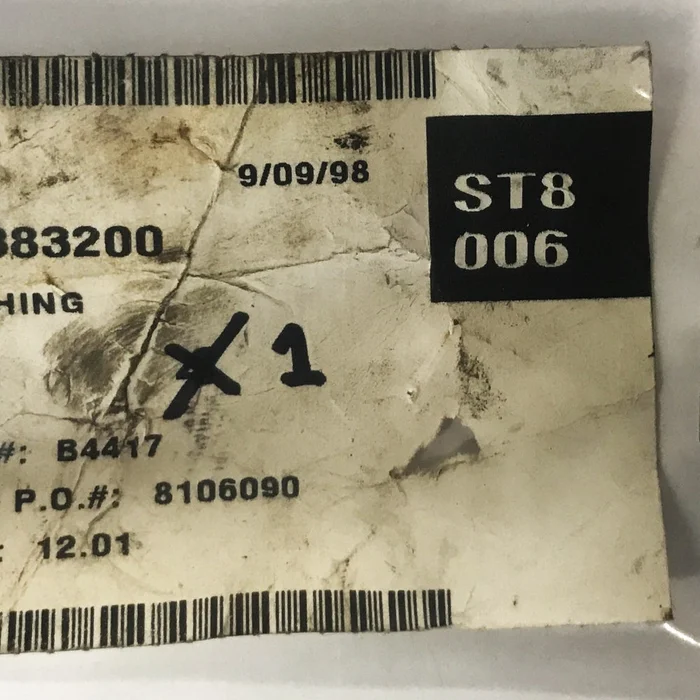 9/09/98
ST8
006
383200
HING
X 1
#: B4417
P.O.#: 8106090
: 12.01